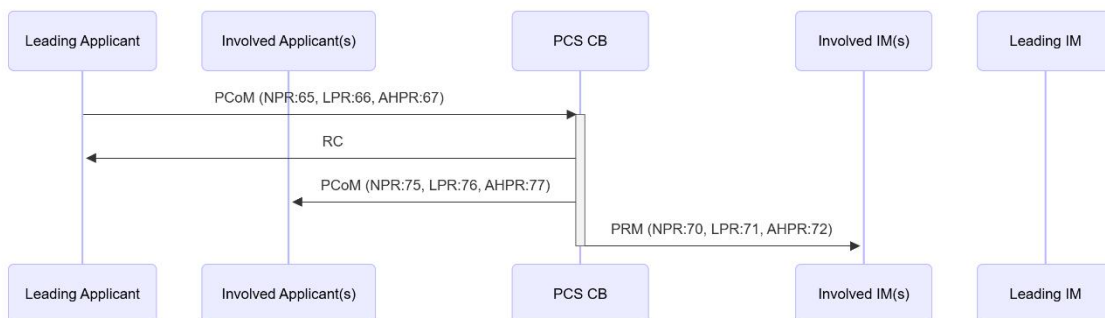 Leading Applicant
Involved Applicant(s)
PCS CB
Involved IM(s)
Leading IM
PCoM (NPR:65, LPR:66, AHPR:67)
RC
PCoM (NPR:75, LPR:76, AHPR:77)
PRM (NPR:70, LPR:71, AHPR:72)
Leading Applicant
Involved Applicant(s)
PCS CB
Involved IM(s)
Leading IM